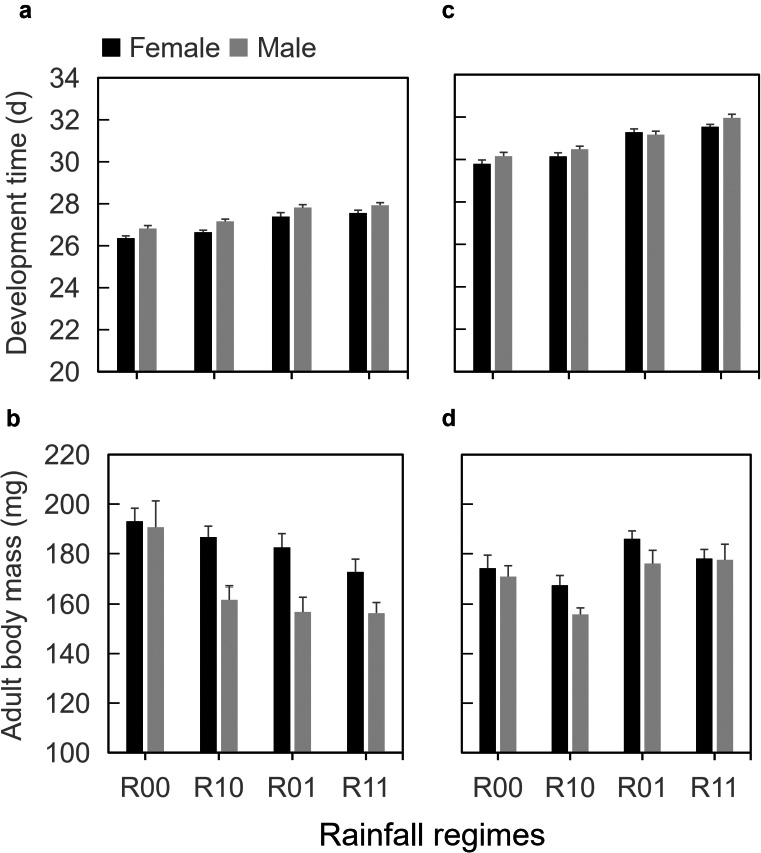 a
c
Female Male
34
32
30
28
26
24
22
20
Development time (d)
b
d
220
200
180
160
140
120
100
Adult body mass (mg)
R00 R10 R01 R11
R00 R10 R01 R11
Rainfall regimes